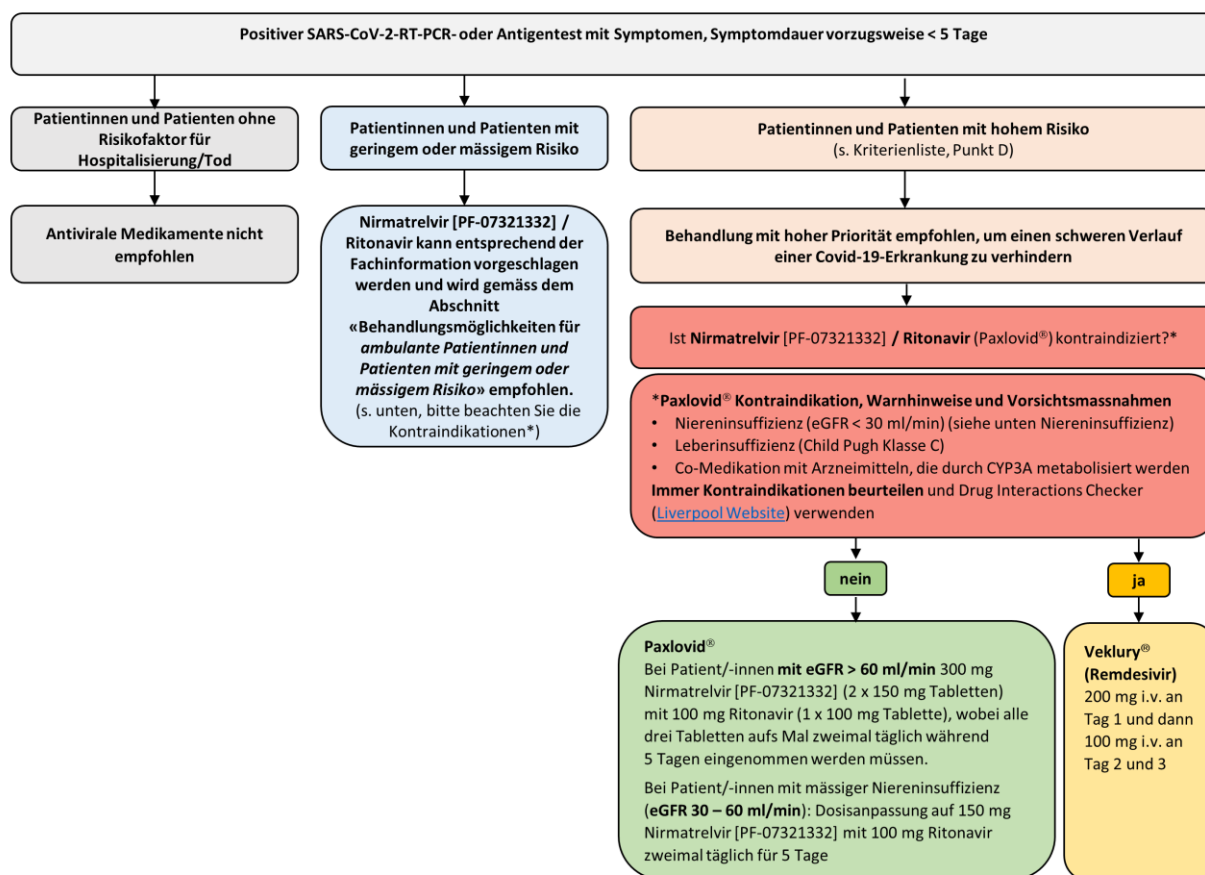 Positiver SARS-CoV-2-RT-PCR- oder Antigentest mit Symptomen, Symptomdauer vorzugsweise < 5 Tage
Patientinnen und Patienten ohne
Risikofaktor für
Hospitalisierung/Tod
Antivirale Medikamente nicht
empfohlen
Patientinnen und Patienten mit
geringem oder mässigem Risiko
Nirmatrelvir [PF-07321332] /
Ritonavir kann entsprechend der
Fachinformation vorgeschlagen
werden und wird gemäss dem
Abschnitt
«Behandlungsmöglichkeiten für
ambulante Patientinnen und
Patienten mit geringem oder
mässigem Risiko» empfohlen.
(s. unten, bitte beachten Sie die
Kontraindikationen*)
Patientinnen und Patienten mit hohem Risiko
(s. Kriterienliste, Punkt D)
Behandlung mit hoher Priorität empfohlen, um einen schweren Verlauf
einer Covid-19-Erkrankung zu verhindern
Ist Nirmatrelvir [PF-07321332] / Ritonavir (Paxlovid®) kontraindiziert?*
*Paxlovid® Kontraindikation, Warnhinweise und Vorsichtsmassnahmen
• Niereninsuffizienz (eGFR < 30 ml/min) (siehe unten Niereninsuffizienz)
• Leberinsuffizienz (Child Pugh Klasse C)
• Co-Medikation mit Arzneimitteln, die durch CYP3A metabolisiert werden
Immer Kontraindikationen beurteilen und Drug Interactions Checker
(Liverpool Website) verwenden
nein
ja
Paxlovid®
Bei Patient/-innen mit eGFR > 60 ml/min 300 mg
Nirmatrelvir [PF-07321332] (2 x 150 mg Tabletten)
mit 100 mg Ritonavir (1 x 100 mg Tablette), wobei alle
drei Tabletten aufs Mal zweimal täglich während
5 Tagen eingenommen werden müssen.
Bei Patient/-innen mit mässiger Niereninsuffizienz
(eGFR 30 – 60 ml/min): Dosisanpassung auf 150 mg
Nirmatrelvir [PF-07321332] mit 100 mg Ritonavir
zweimal täglich für 5 Tage
Veklury®
(Remdesivir)
200 mg i.v. an
Tag 1 und dann
100 mg i.v. an
Tag 2 und 3